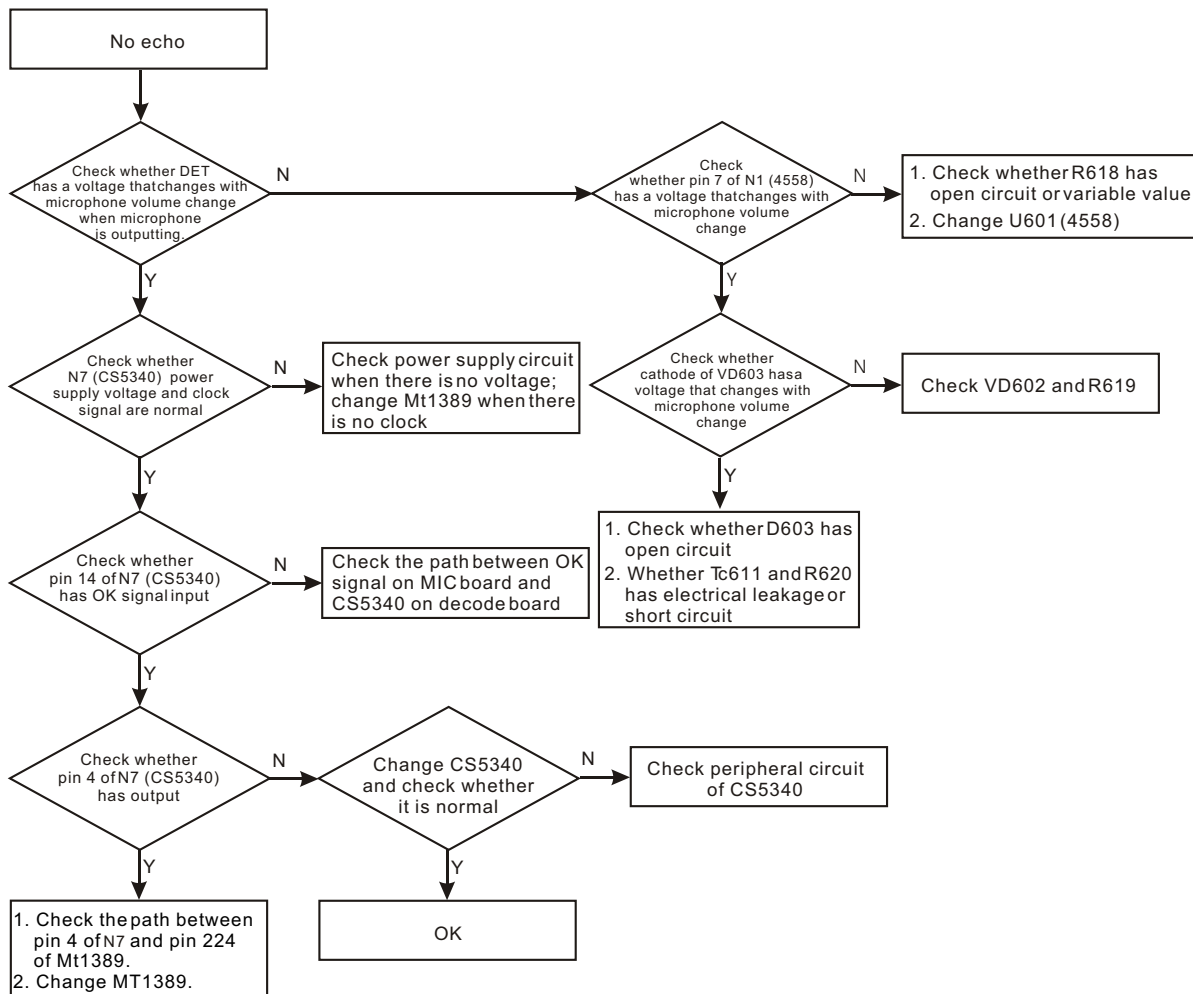 No echo
Check whether DET
has a voltage that changes with
microphone volume change
when microphone
is outputting.
N
Y
Check
whether pin 7 of N1 (4558)
has a voltage that changes with
microphone volume
change
N
Y
1. Check whether R618 has
open circuit or variable value
2. Change U601 (4558)
Check whether
N7 (CS5340) power
supply voltage and clock
signal are normal
N
Y
Check power supply circuit
when there is no voltage;
change Mt1389 when there
is no clock
Check whether
cathode of VD603 has a
voltage that changes with
microphone volume
change
N
Y
Check VD602 and R619
1. Check whether D603 has
open circuit
2. Whether Tc611 and R620
has electrical leakage or
short circuit
Check whether
pin 14 of N7 (CS5340)
has OK signal input
N
Y
Check the path between OK
signal on MIC board and
CS5340 on decode board
Check whether
pin 4 of N7 (CS5340)
has output
N
Y
Change CS5340
and check whether
it is normal
N
Y
Check peripheral circuit
of CS5340
1. Check the path between
pin 4 of N7 and pin 224
of Mt1389.
2. Change MT1389.
OK